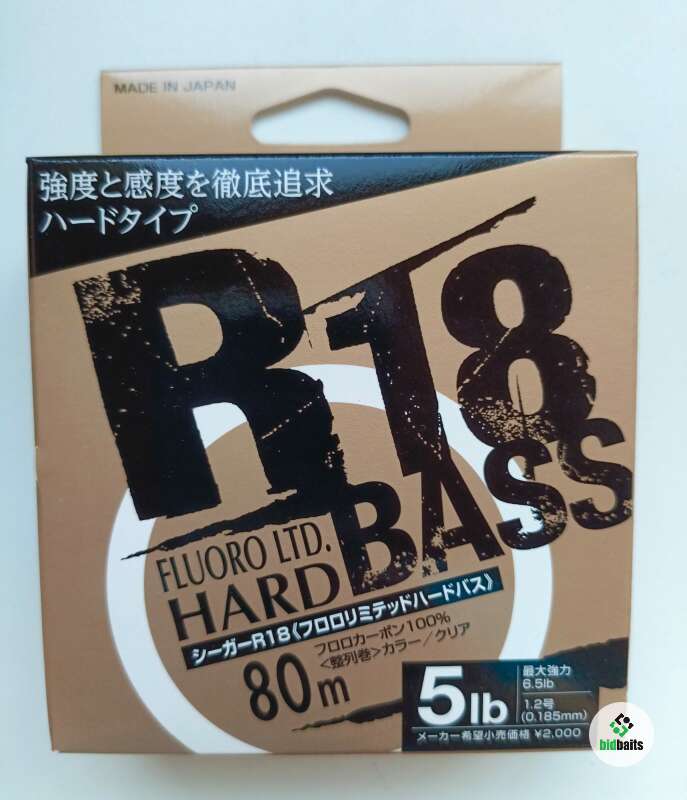 MADE IN JAPAN
強度と感度を徹底追求
ハードタイプ
R18
BASS
FLUORO LTD.
HARD
シーガーR18《フロロリミテッドハードバス》
フロロカーボン100%
<整列巻>カラー/クリア
80m
5lb
最大強力
6.5lb
1.2号
(0.185mm)
メーカー希望小売価格 ¥2,000
bidbaits